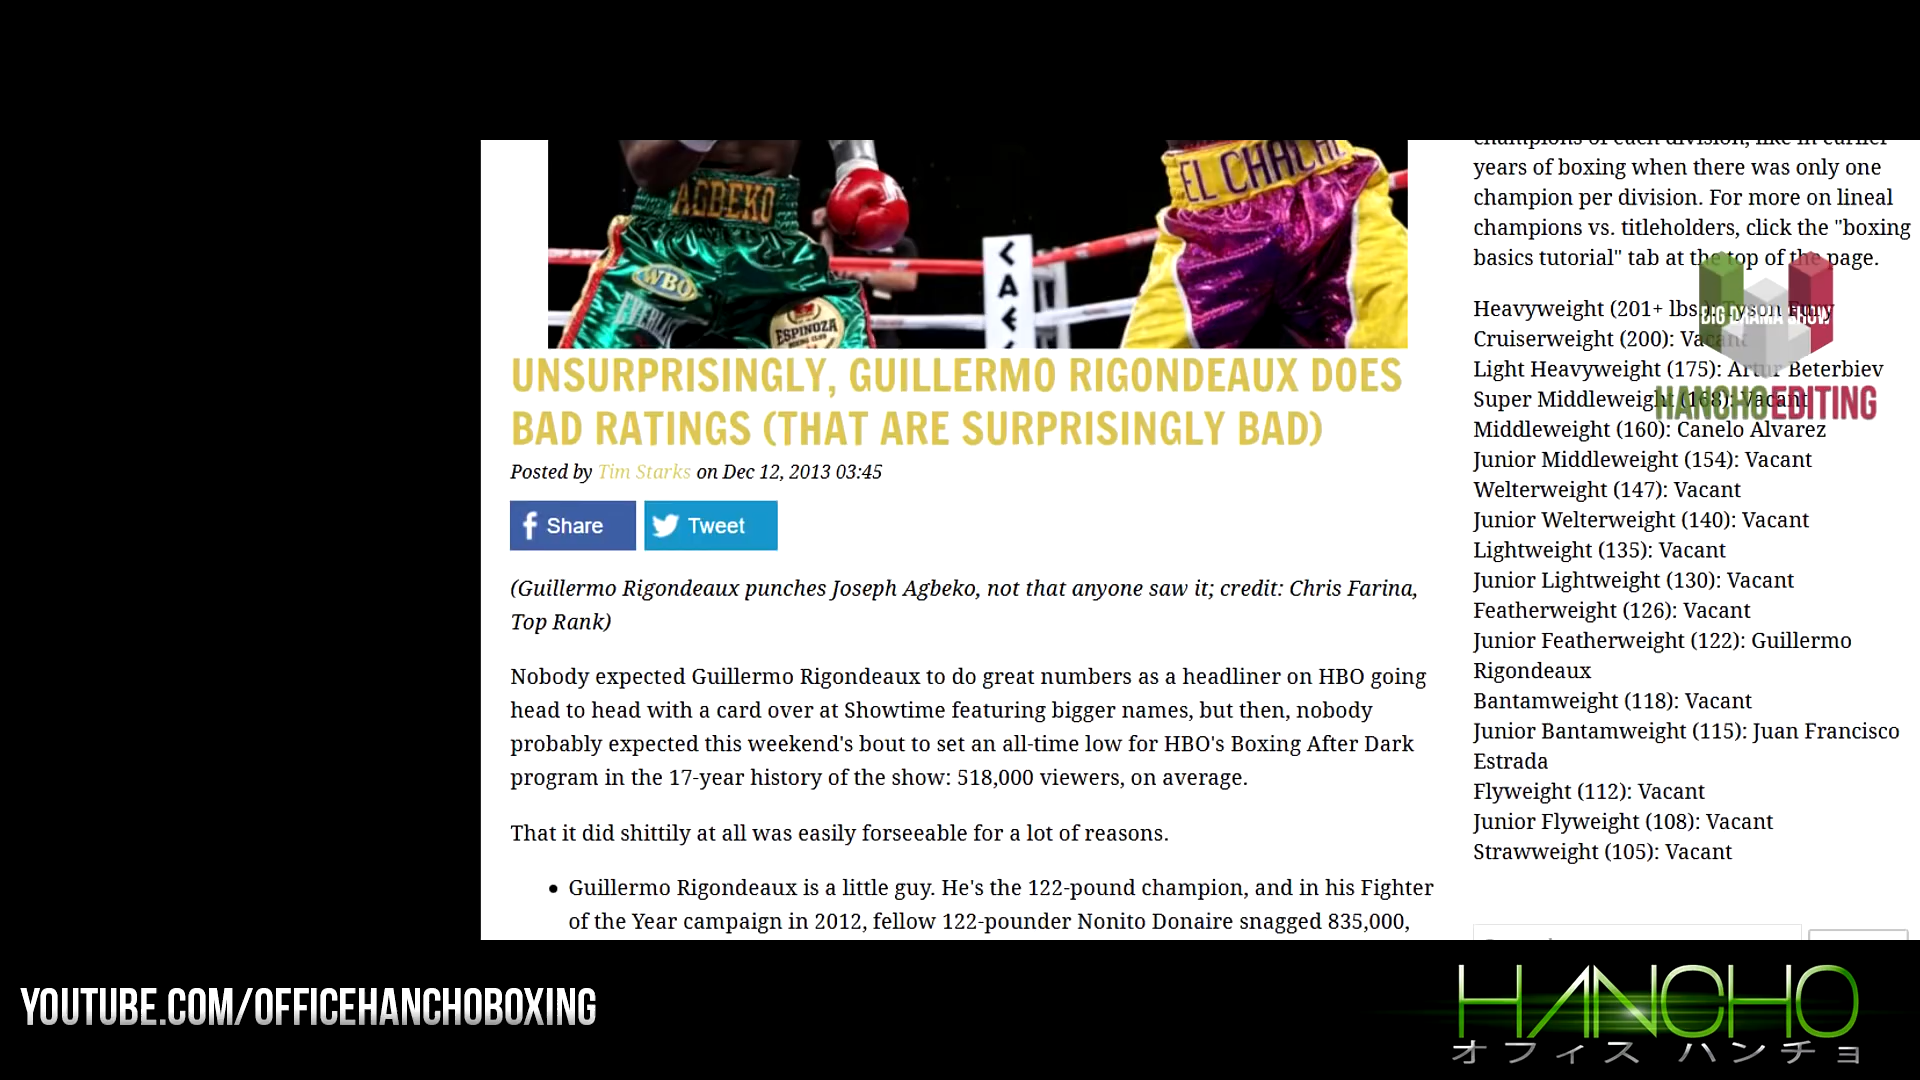 AGBEKO
WBO
EVERLAST
ESPINOZA
EL CHACAL
CAE
UNSURPRISINGLY, GUILLERMO RIGONDEAUX DOES
BAD RATINGS (THAT ARE SURPRISINGLY BAD)
Posted by Tim Starks on Dec 12, 2013 03:45
Share
Tweet
(Guillermo Rigondeaux punches Joseph Agbeko, not that anyone saw it; credit: Chris Farina,
Top Rank)
Nobody expected Guillermo Rigondeaux to do great numbers as a headliner on HBO going
head to head with a card over at Showtime featuring bigger names, but then, nobody
probably expected this weekend's bout to set an all-time low for HBO's Boxing After Dark
program in the 17-year history of the show: 518,000 viewers, on average.
That it did shittily at all was easily forseeable for a lot of reasons.
• Guillermo Rigondeaux is a little guy. He's the 122-pound champion, and in his Fighter
of the Year campaign in 2012, fellow 122-pounder Nonito Donaire snagged 835,000,
champions of each division, like in earlier
years of boxing when there was only one
champion per division. For more on lineal
champions vs. titleholders, click the "boxing
basics tutorial" tab at the top of the page.
Heavyweight (201+ lbs.): Tyson Fury
Cruiserweight (200): Vacant
Light Heavyweight (175): Artur Beterbiev
Super Middleweight (168): Vacant
Middleweight (160): Canelo Alvarez
Junior Middleweight (154): Vacant
Welterweight (147): Vacant
Junior Welterweight (140): Vacant
Lightweight (135): Vacant
Junior Lightweight (130): Vacant
Featherweight (126): Vacant
Junior Featherweight (122): Guillermo
Rigondeaux
Bantamweight (118): Vacant
Junior Bantamweight (115): Juan Francisco
Estrada
Flyweight (112): Vacant
Junior Flyweight (108): Vacant
Strawweight (105): Vacant
BIG DRAMA SHOW
HANCHOEDITING
YOUTUBE.COM/OFFICEHANCHOBOXING
HANCHO
オフィス ハンチョ